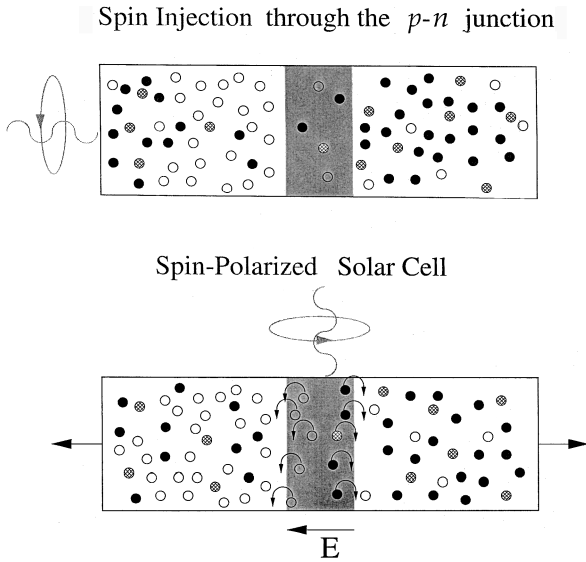 Spin Injection through the p-n junction
Spin-Polarized Solar Cell
E